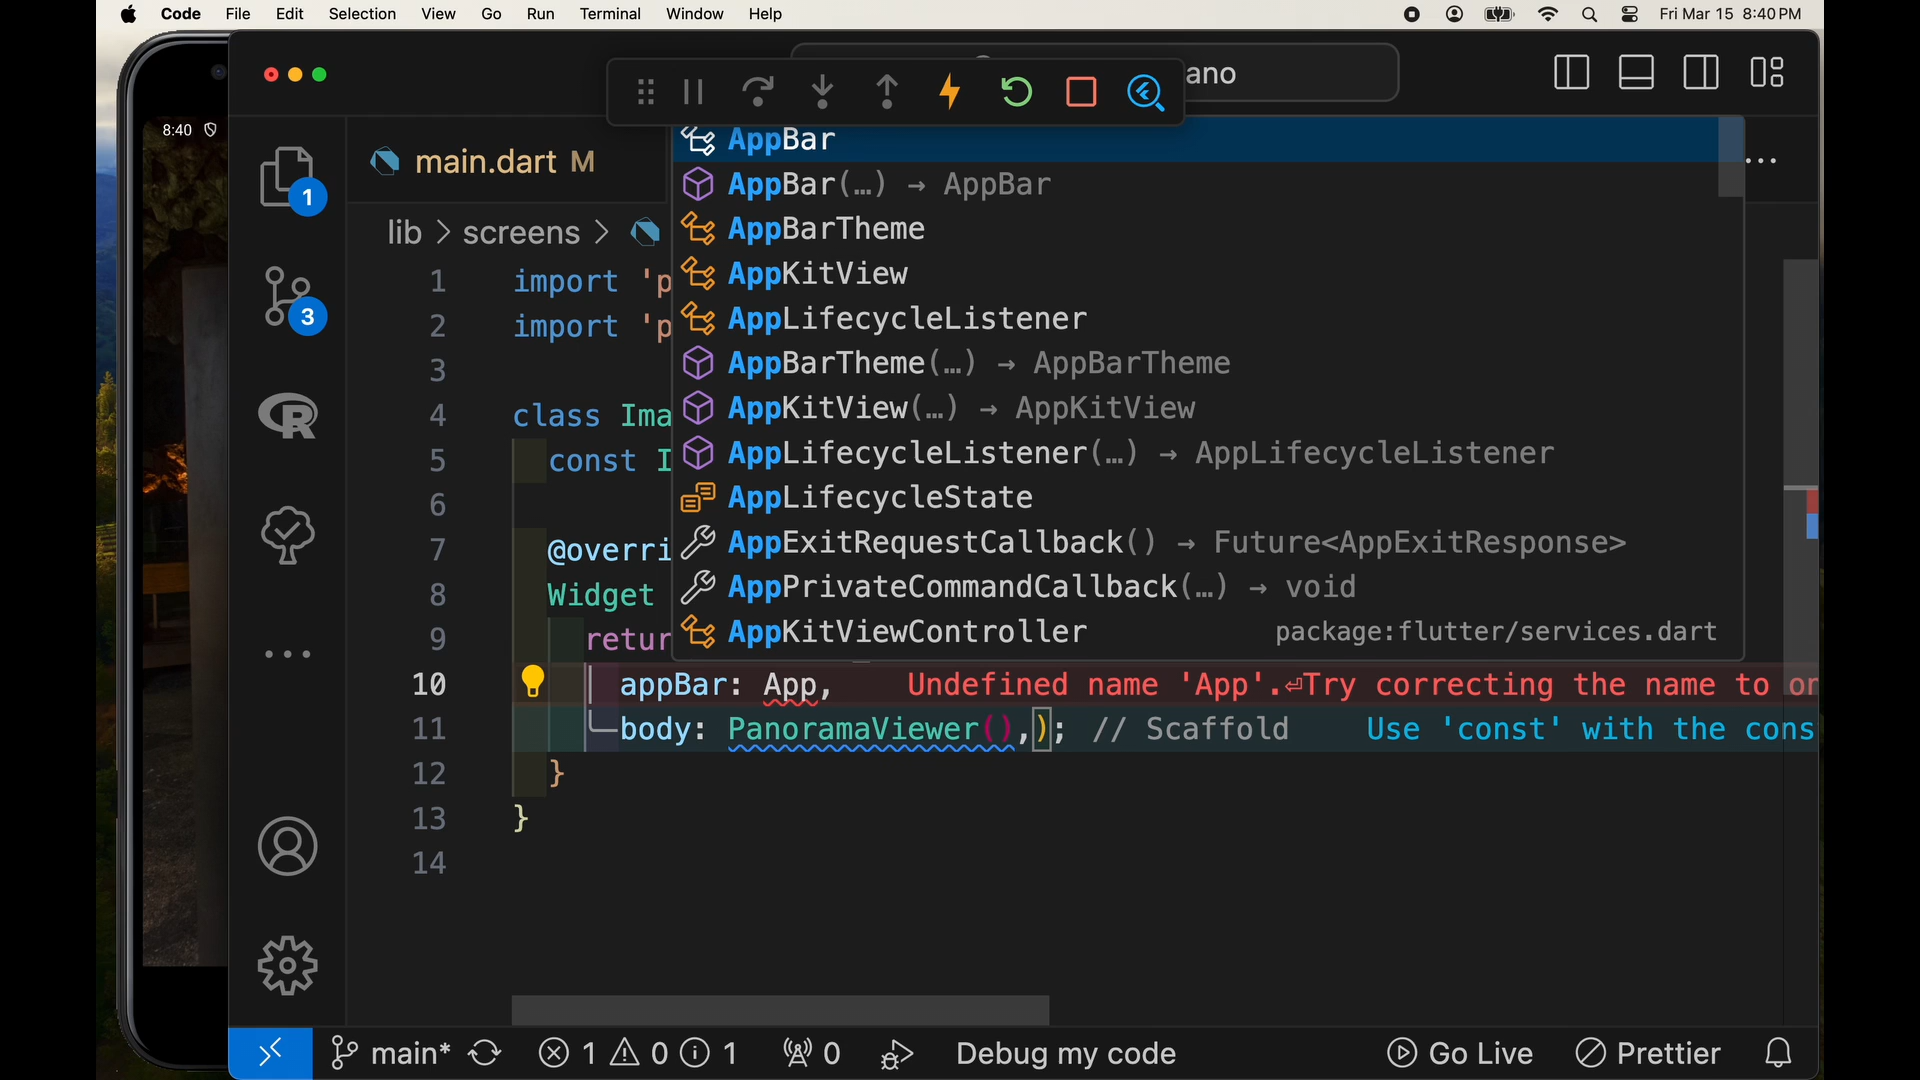 Code File Edit Selection View Go Run Terminal Window Help Fri Mar 15 8:40 PM
ano
8:40
main.dart M
lib > screens >
AppBar
AppBar(…) → AppBar
AppBarTheme
AppKitView
AppLifecycleListener
AppBarTheme(…) → AppBarTheme
AppKitView(…) → AppKitView
AppLifecycleListener(…) → AppLifecycleListener
AppLifecycleState
AppExitRequestCallback() → Future<AppExitResponse>
AppPrivateCommandCallback(…) → void
AppKitViewController package:flutter/services.dart
1 import 'p
2 import 'p
3
4 class Ima
5 const I
6
7 @overri
8 Widget
9 retur
10 appBar: App, Undefined name 'App'.⏎Try correcting the name to or
11 body: PanoramaViewer(),); // Scaffold Use 'const' with the cons
12 }
13 }
14
1
3
main* 1 0 1 0 Debug my code Go Live Prettier